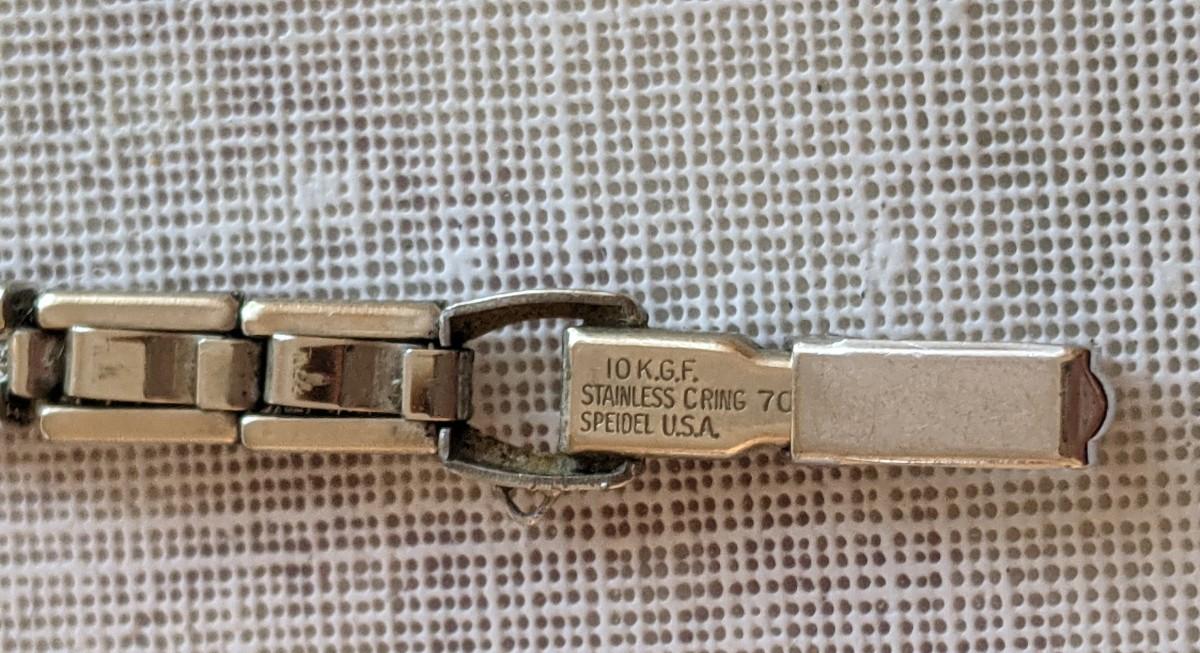 10 K.G.F.
STAINLESS C RING 70
SPEIDEL U.S.A.